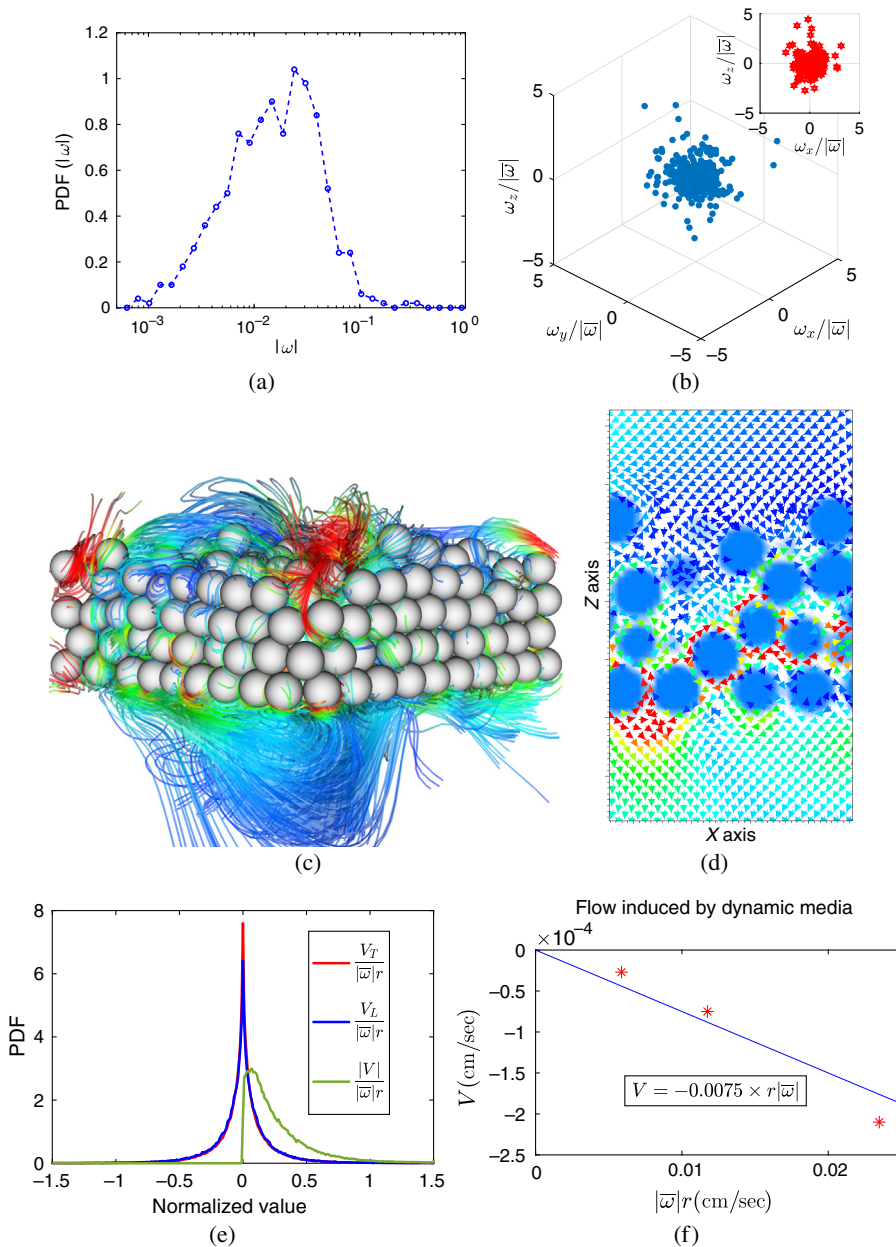 1.2
1
0.8
0.6
0.4
0.2
0
PDF (|ω|)
10⁻³ 10⁻² 10⁻¹ 10⁰
|ω|
(a)
5
0
−5
ω_z/|ω̅|
5
0
−5
ω_y/|ω̅|
−5
0
5
ω_x/|ω̅|
5
0
−5
ω_z/|ω̅|
−5 0 5
ω_x/|ω̅|
(b)
(c)
Z axis
X axis
(d)
8
6
4
2
0
PDF
−1.5 −1 −0.5 0 0.5 1 1.5
Normalized value
V_T/|ω̅|r
V_L/|ω̅|r
|V|/|ω̅|r
(e)
Flow induced by dynamic media
×10⁻⁴
0
−0.5
−1
−1.5
−2
−2.5
V(cm/sec)
V = −0.0075 × r|ω̅|
0 0.01 0.02
|ω̅|r(cm/sec)
(f)